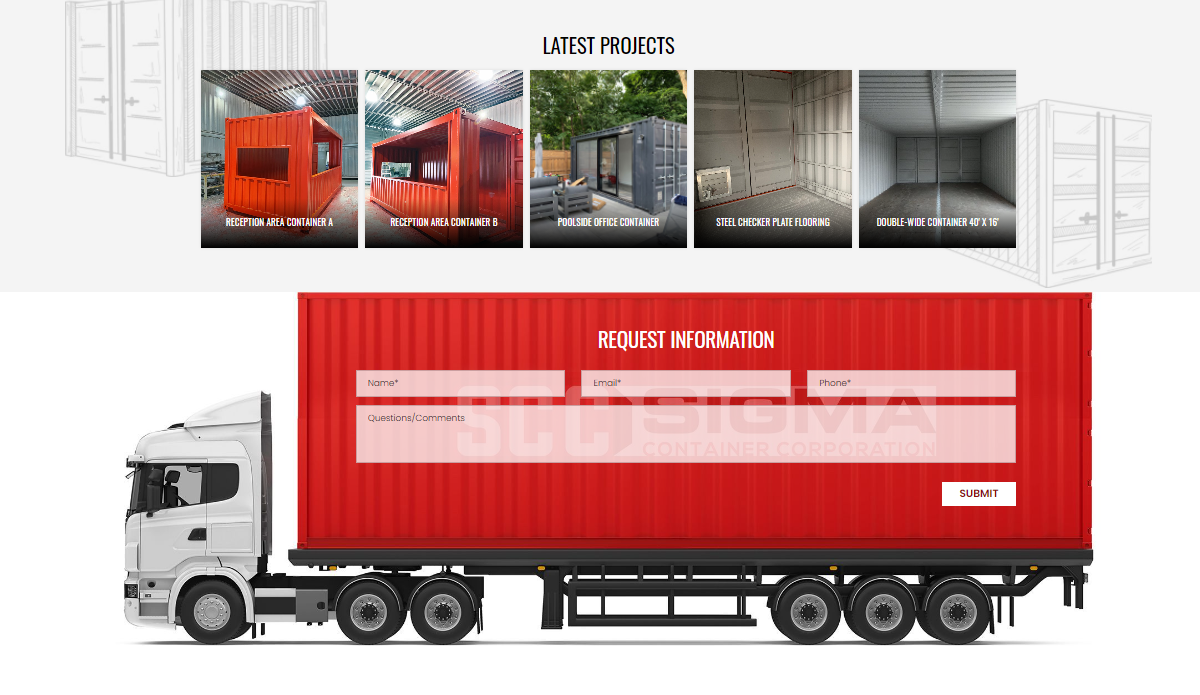 LATEST PROJECTS
RECEPTION AREA CONTAINER A
RECEPTION AREA CONTAINER B
POOLSIDE OFFICE CONTAINER
STEEL CHECKER PLATE FLOORING
DOUBLE-WIDE CONTAINER 40' X 16'
REQUEST INFORMATION
Name*
Email*
Phone*
Questions/Comments
SCC SIGMA
CONTAINER CORPORATION
SUBMIT